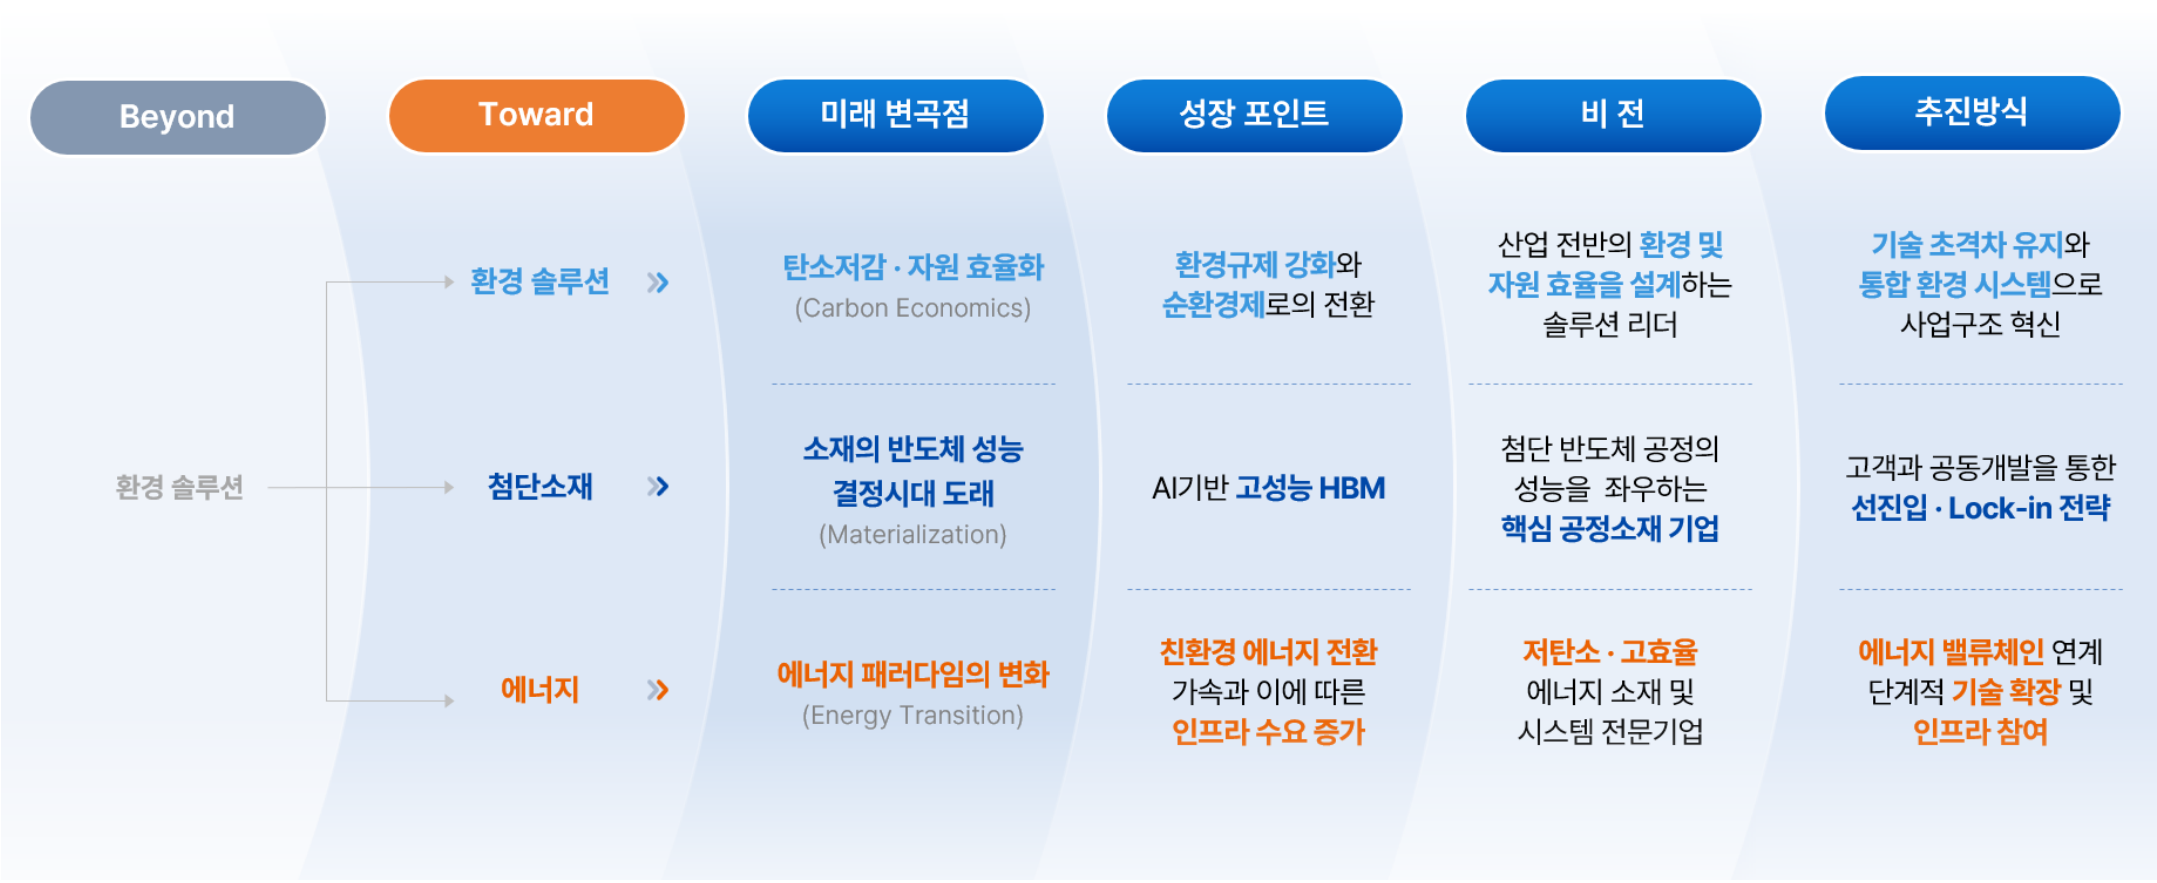 Beyond
Toward
미래 변곡점
성장 포인트
비 전
추진방식
환경 솔루션
환경 솔루션
탄소저감 · 자원 효율화
(Carbon Economics)
환경규제 강화와
순환경제로의 전환
산업 전반의 환경 및
자원 효율을 설계하는
솔루션 리더
기술 초격차 유지와
통합 환경 시스템으로
사업구조 혁신
첨단소재
소재의 반도체 성능
결정시대 도래
(Materialization)
AI기반 고성능 HBM
첨단 반도체 공정의
성능을 좌우하는
핵심 공정소재 기업
고객과 공동개발을 통한
선진입 · Lock-in 전략
에너지
에너지 패러다임의 변화
(Energy Transition)
친환경 에너지 전환
가속과 이에 따른
인프라 수요 증가
저탄소 · 고효율
에너지 소재 및
시스템 전문기업
에너지 밸류체인 연계
단계적 기술 확장 및
인프라 참여